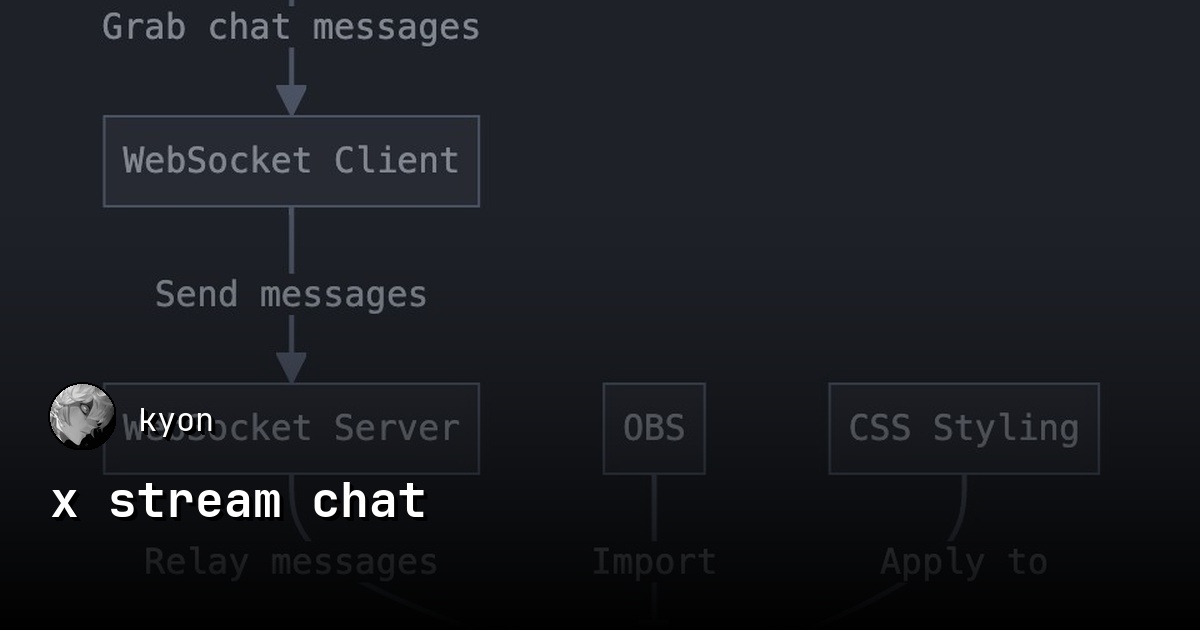 Grab chat messages
WebSocket Client
Send messages
WebSocket Server
OBS
CSS Styling
kyon
x stream chat
Relay messages
Import
Apply to